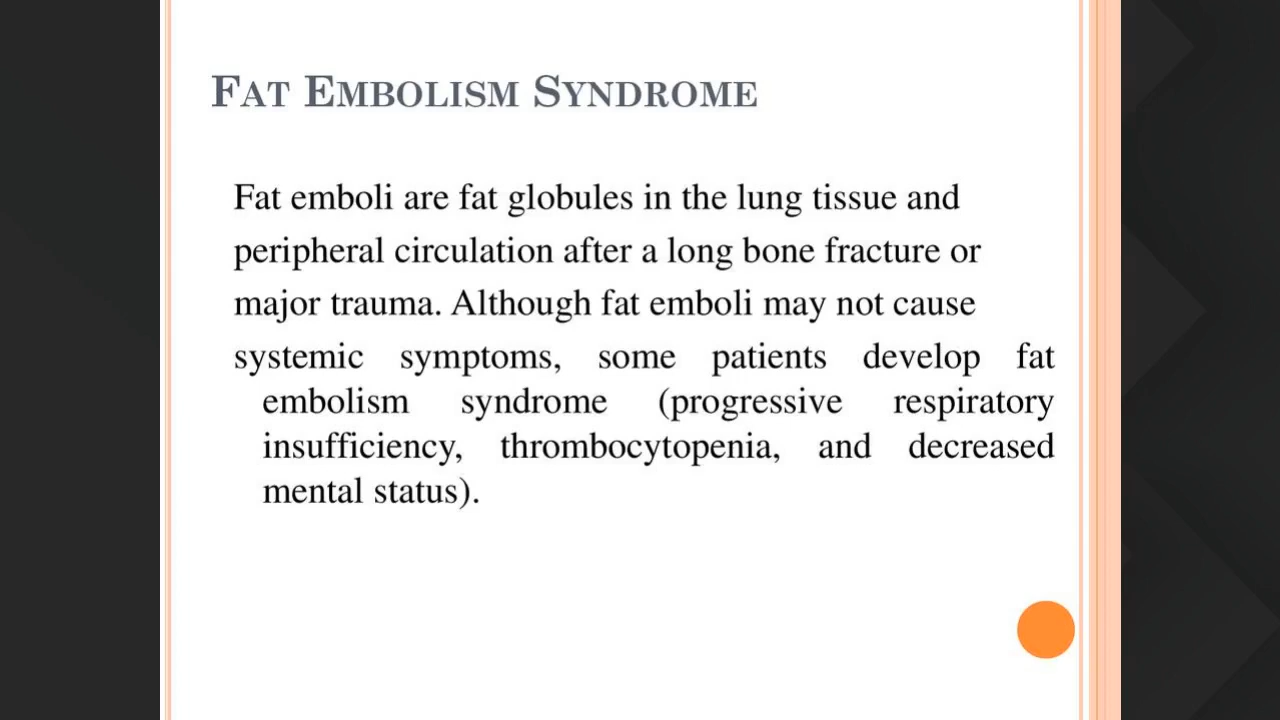 Fat Embolism Syndrome
Fat emboli are fat globules in the lung tissue and
peripheral circulation after a long bone fracture or
major trauma. Although fat emboli may not cause
systemic symptoms, some patients develop fat
embolism syndrome (progressive respiratory
insufficiency, thrombocytopenia, and decreased
mental status).